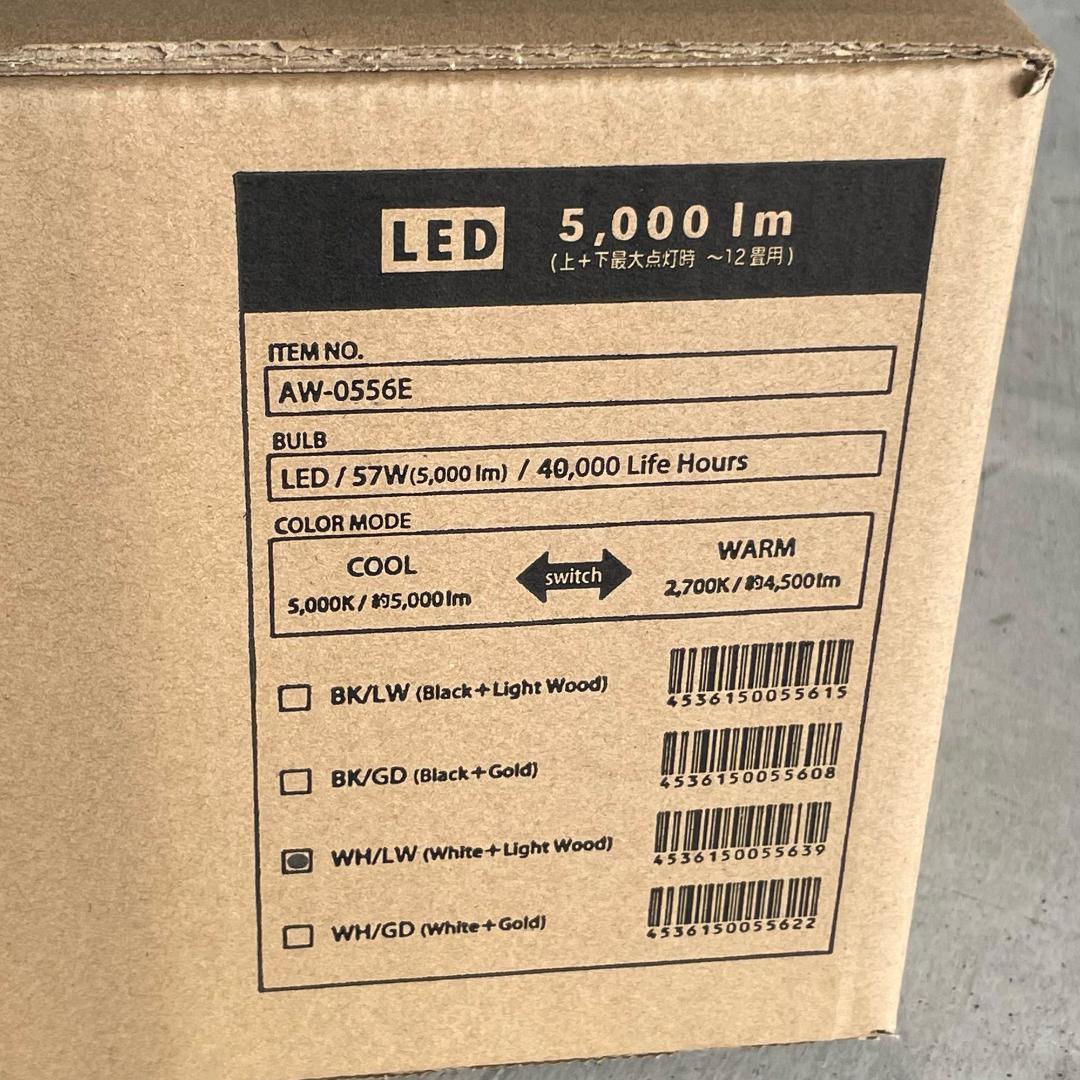 LED 5,000 lm
(上+下最大点灯時 ～12畳用)
ITEM NO.
AW-0556E
BULB
LED / 57W(5,000 lm) / 40,000 Life Hours
COLOR MODE
COOL switch WARM
5,000K / 約5,000lm 2,700K / 約4,500lm
BK/LW (Black+Light Wood) 4536150055615
BK/GD (Black+Gold) 4536150055608
WH/LW (White+Light Wood) 4536150055639
WH/GD (White+Gold) 4536150055622